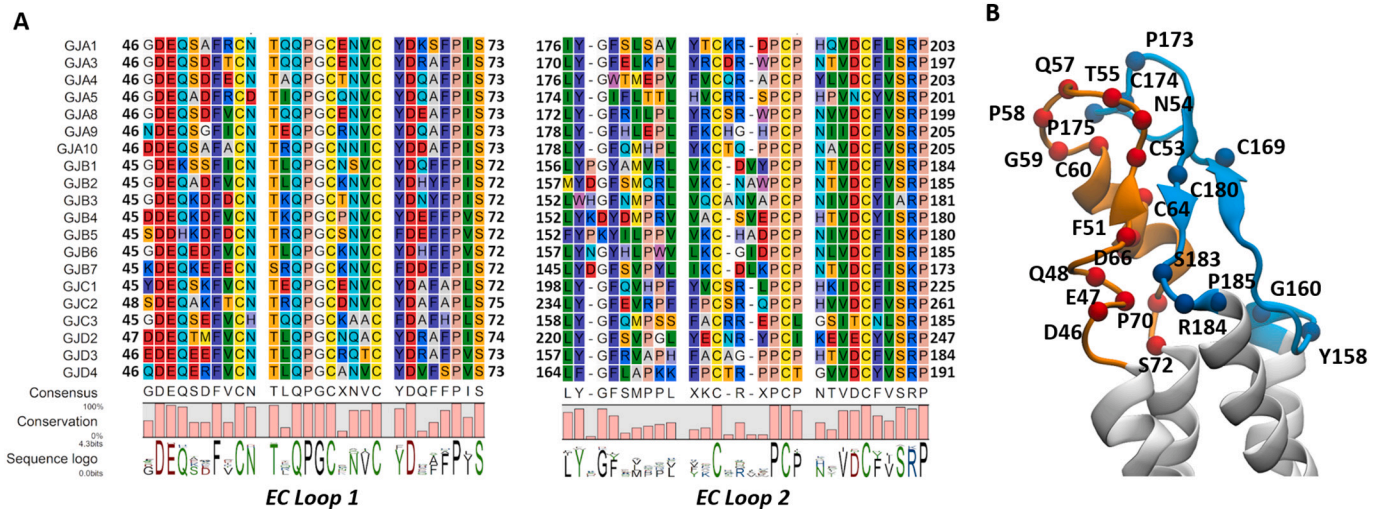 A
B
GJA1 46 GDEQSAFRCN TQQPGCENVC YDKSFPIS 73 176 IY-GFSLSAV YTCKR-DPCP HQVDCFLSRP 203
GJA3 46 GDEQSDFTCN TQQPGCENVC YDRAFPIS 73 170 LY-GFELKPL YRCDR-WPCP NTVDCFISRP 197
GJA4 46 GDEQSDFECN TAQPGCTNVC YDQAFPIS 73 176 LY-GWTMEPV FVCQR-APCP YLVDCFVSRP 203
GJA5 46 GDEQADFRCD TIQPGCQNVC YDQAFPIS 73 174 IY-GIFLTTL HVCRR-SPCP HPVNCYVSRP 201
GJA8 46 GDEQSDFVCN TQQPGCENVC YDEAFPIS 73 172 LY-GFRILPL YRCSR-WPCP NVVDCFVSRP 199
GJA9 46 NDEQSGFICN TEQPGCRNVC YDQAFPIS 73 178 LY-GFHLEPL FKCHG-HPCP NIIDCFVSRP 205
GJA10 46 DDEQSAFACN TRQPGCNNIC YDDAFPIS 73 178 LY-GFQMHPL YKCTQ-PPCP NAVDCFVSRP 205
GJB1 45 GDEKSSFICN TLQPGCNSVC YDQFFPIS 72 155 LYPGYAMVRL VKC-DVYPCP NTVDCFVSRP 184
GJB2 45 GDEQADFVCN TLQPGCKNVC YDHYFPIS 72 157 MYDGFSMQRL VKC-NAWPCP NTVDCFVSRP 185
GJB3 45 GDEQKDFDCN TKQPGCTNVC YDNYFPIS 72 152 LWHGFNMPRL VQCANVAPCP NIVDCYIARP 181
GJB4 45 DDEQKDFVCN TKQPGCPNVC YDEFFPVS 72 152 LYKDYDMPRV VAC-SVEPCP HTVDCYISRP 180
GJB5 45 SDDHKDFDCN TRQPGCSNVC FDEFFPVS 72 152 FYPKYILPPV VKC-HADPCP NIVDCFISKP 180
GJB6 45 GDEQEDFVCN TLQPGCKNVC YDHFFPVS 72 157 LYNGYHLPWV LKC-GIDPCP NLVDCFISRP 185
GJB7 45 KDEQKEFECN SRQPGCKNVC FDDFFPIS 72 145 LYDGFSVPYL IKC-DLKPCP NTVDCFISKP 173
GJC1 45 YDEQSKFVCN TEQPGCENVC YDAFAPLS 72 198 LY-GFQVHPF YVCSR-LPCP HKIDCFISRP 225
GJC2 48 SDEQAKFTCN TRQPGCDNVC YDAFAPLS 75 234 LY-GFEVRPF FPCSR-QPCP HVVDCFVSRP 261
GJC3 45 GDEQSEFVCH TQQPGCKAAC FDAFHPLS 72 158 LY-GFQMPSS FACRR-EPCL GSITCNLSRP 185
GJD2 47 DDEQTMFVCN TLQPGCNQAC YDRAFPIS 74 220 LY-GFSVPGL YECNR-YPCI KEVECYVSRP 247
GJD3 46 EDEQEEFVCN TLQPGCRQTC YDRAFPVS 73 157 LY-GFRVAPH FACAG-PPCP HTVDCFVSRP 184
GJD4 46 QDEQERFVCN TLQPGCANVC YDVFSPVS 73 164 LF-GFLAPKK FPCTR-PPCT GVVDCYVSRP 191
Consensus GDEQSDFVCN TLQPGCXNVC YDQFFPIS LY-GFSMPPL XKC-R-XPCP NTVDCFVSRP
100%
Conservation
0%
4.3bits
Sequence logo
0.0bits
EC Loop 1 EC Loop 2
P173
Q57
T55
C174
N54
P58
P175
C53
C169
G59
C60
C180
C64
F51
D66
S183
Q48
P185
G160
E47
P70
R184
D46
Y158
S72